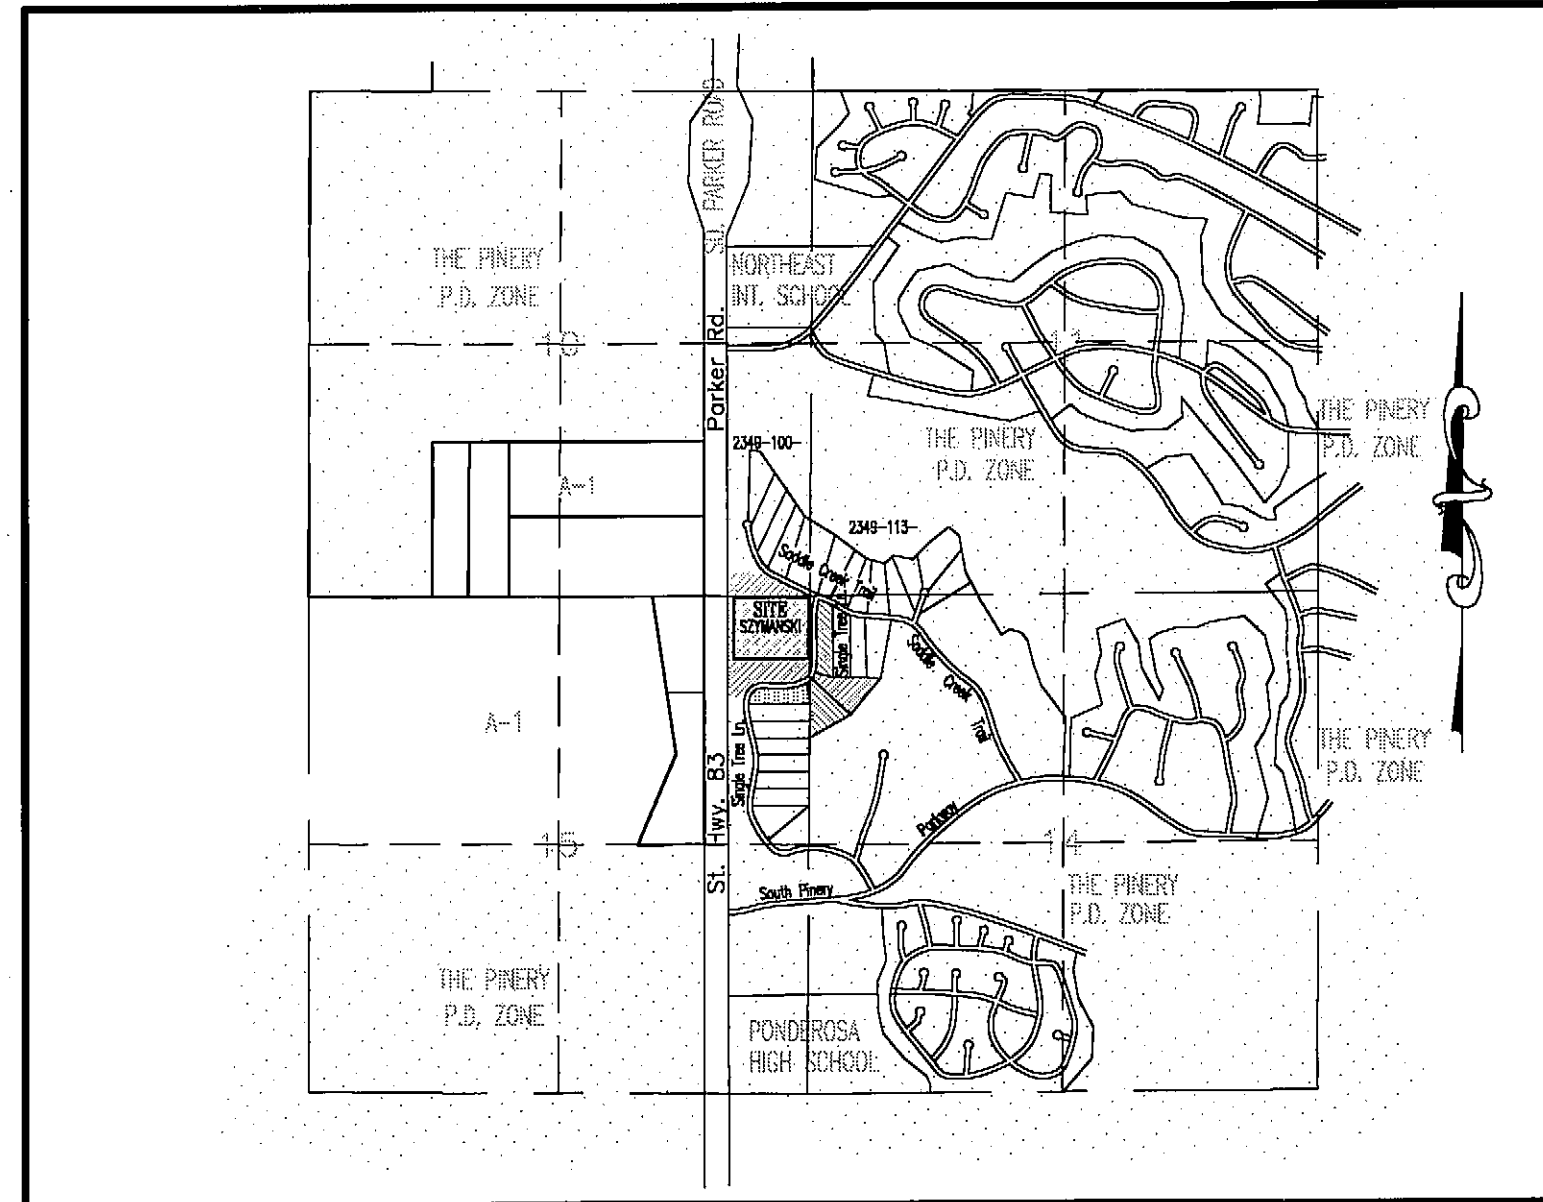 SO. PARKER ROAD
THE PINERY
P.D. ZONE
NORTHEAST
INT. SCHOOL
10
11
Parker Rd.
THE PINERY
P.D. ZONE
THE PINERY
P.D. ZONE
2349-100-
A-1
2349-113-
Saddle Creek Trail
SITE
SZYMANSKI
Single Tree Ln.
Saddle Creek Trail
A-1
Single Tree Ln.
THE PINERY
P.D. ZONE
St. Hwy. 83
Parkway
15
14
South Pinery
THE PINERY
P.D. ZONE
THE PINERY
P.D. ZONE
PONDEROSA
HIGH SCHOOL